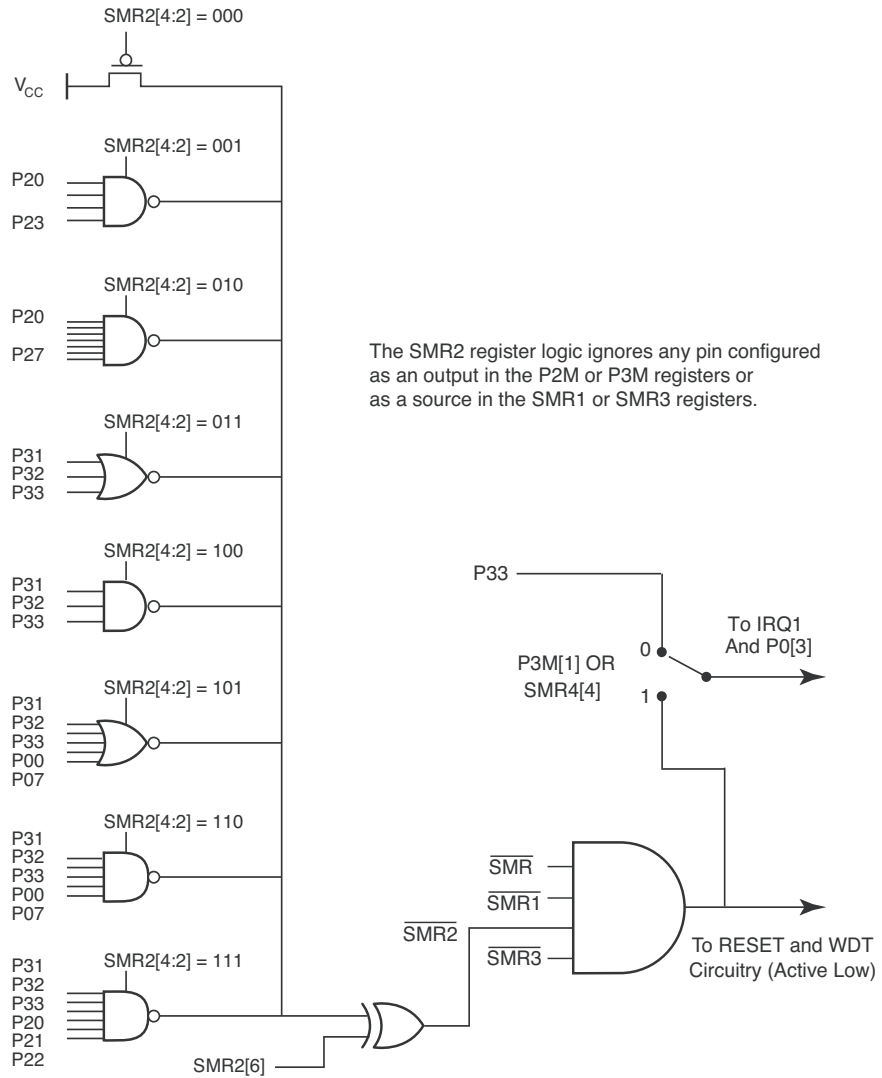 SMR2[4:2] = 000
VCC
SMR2[4:2] = 001
P20
P23
SMR2[4:2] = 010
P20
P27
The SMR2 register logic ignores any pin configured
as an output in the P2M or P3M registers or
as a source in the SMR1 or SMR3 registers.
SMR2[4:2] = 011
P31
P32
P33
SMR2[4:2] = 100
P31
P32
P33
P33
To IRQ1
And P0[3]
0
P3M[1] OR
SMR4[4]
1
SMR2[4:2] = 101
P31
P32
P33
P00
P07
SMR2[4:2] = 110
P31
P32
P33
P00
P07
SMR
SMR1
SMR2
SMR3
To RESET and WDT
Circuitry (Active Low)
SMR2[4:2] = 111
P31
P32
P33
P20
P21
P22
SMR2[6]